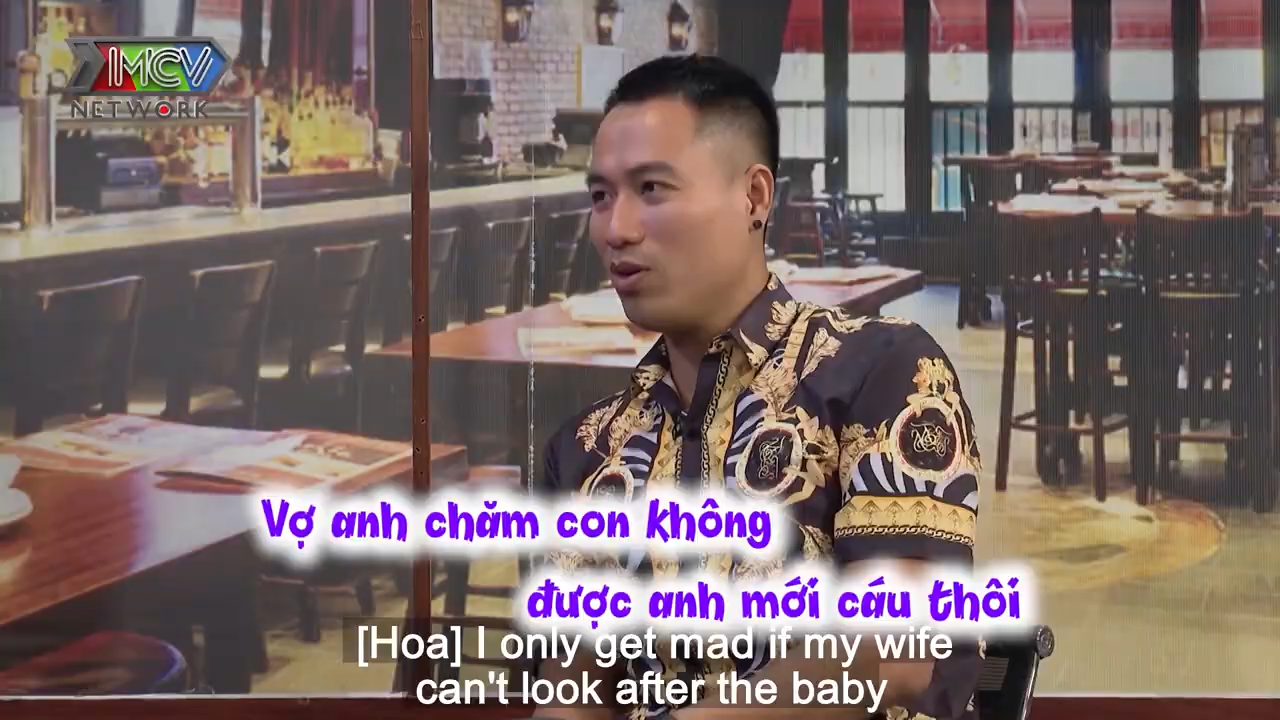 MCV
NETWORK
Vợ anh chăm con không
được anh mới cáu thôi
[Hoa] I only get mad if my wife
can't look after the baby